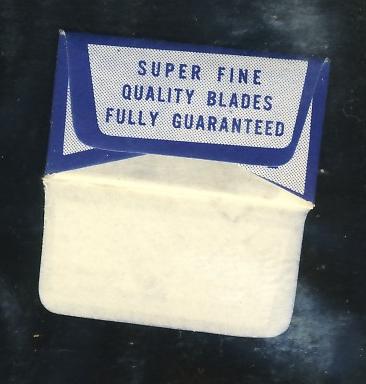 SUPER FINE
QUALITY BLADES
FULLY GUARANTEED